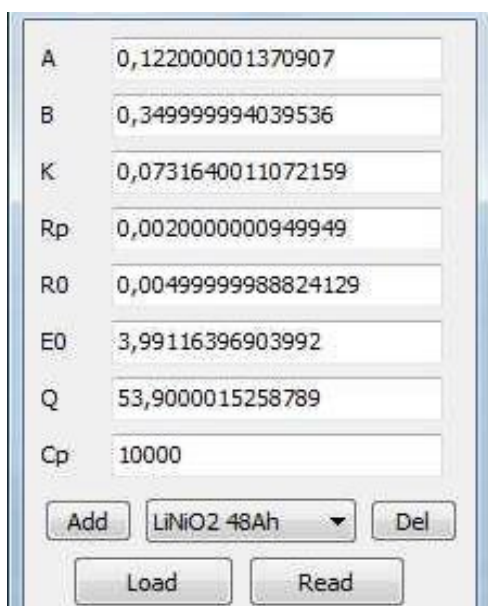 A 0,122000001370907
B 0,349999994039536
K 0,0731640011072159
Rp 0,00200000000949949
R0 0,00499999988824129
E0 3,99116396903992
Q 53,9000015258789
Cp 10000
Add LiNiO2 48Ah Del
Load Read